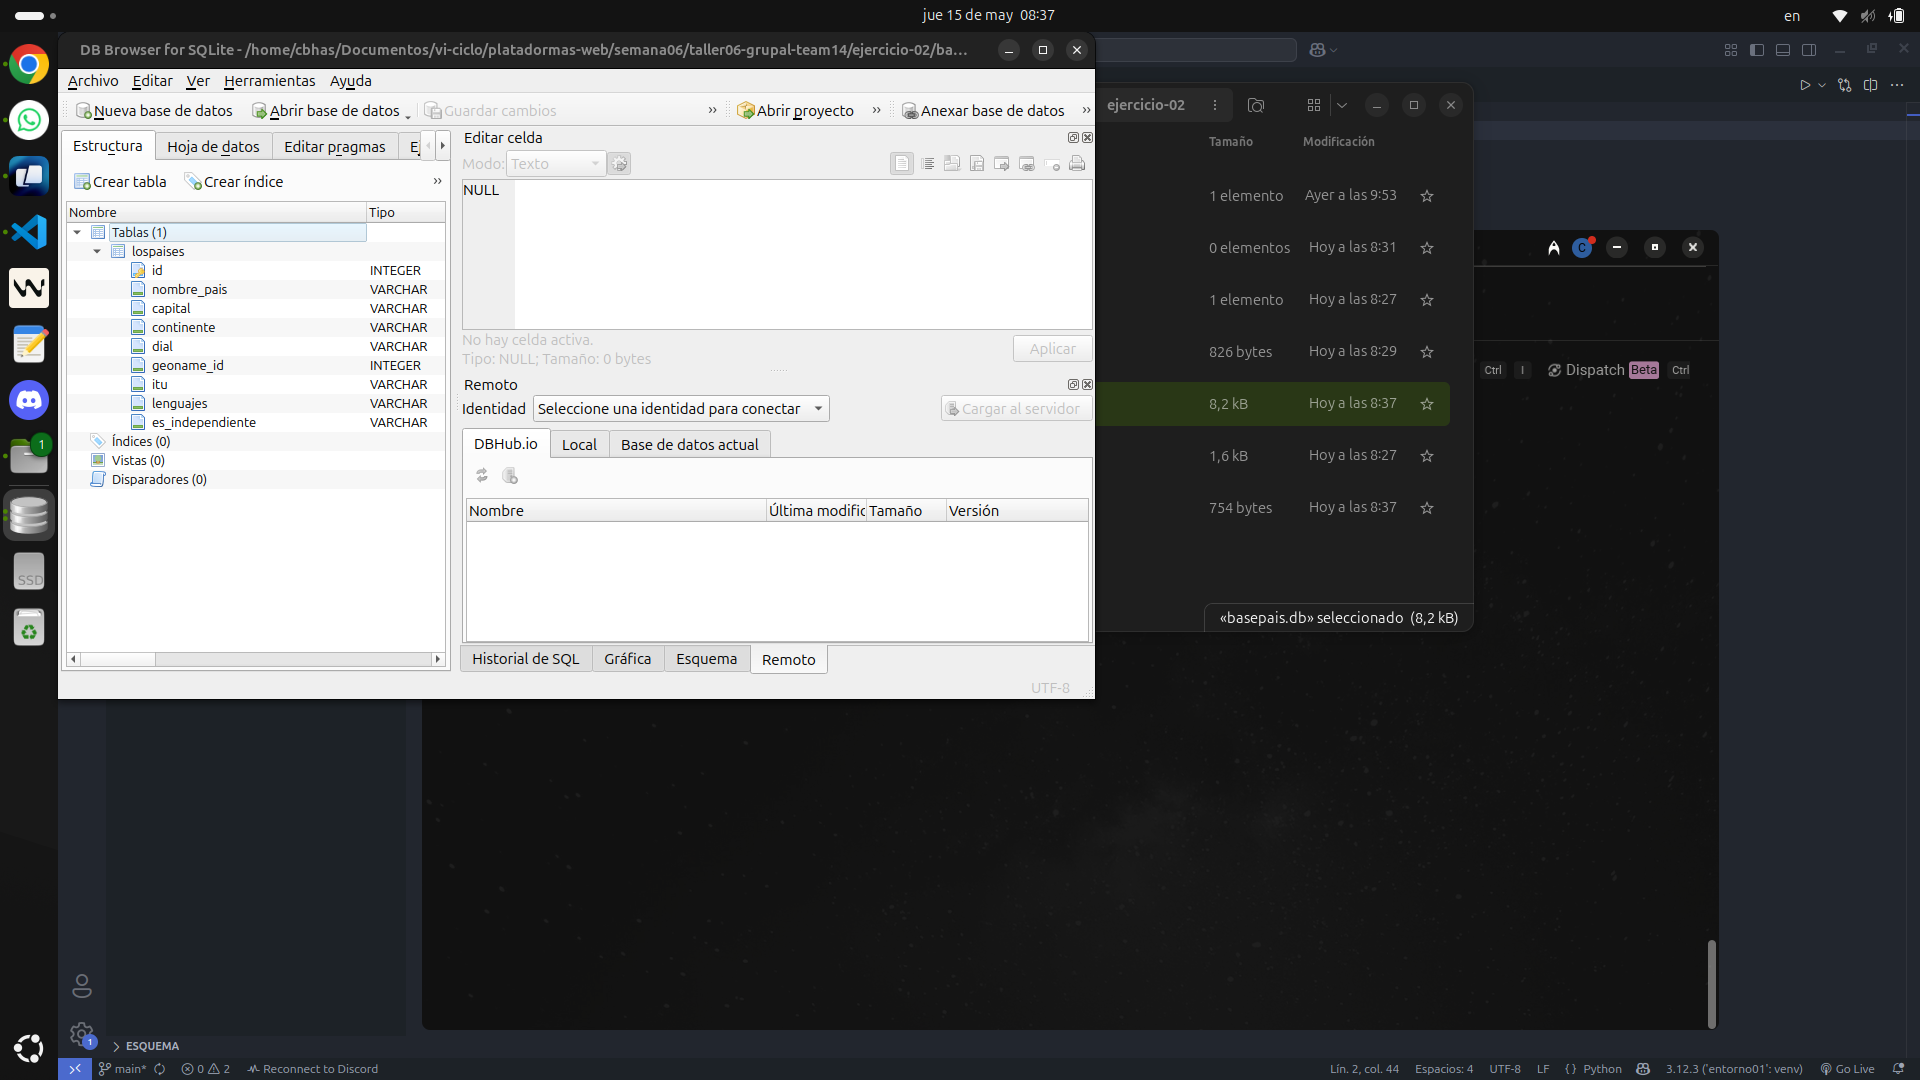 jue 15 de may  08:37
en
DB Browser for SQLite - /home/cbhas/Documentos/vi-ciclo/platadormas-web/semana06/taller06-grupal-team14/ejercicio-02/ba...
Archivo Editar Ver Herramientas Ayuda
Nueva base de datos Abrir base de datos Guardar cambios » Abrir proyecto » Anexar base de datos »
Estructura Hoja de datos Editar pragmas
Crear tabla Crear índice »
Nombre Tipo
Tablas (1)
lospaises
id INTEGER
nombre_pais VARCHAR
capital VARCHAR
continente VARCHAR
dial VARCHAR
geoname_id INTEGER
itu VARCHAR
lenguajes VARCHAR
es_independiente VARCHAR
Índices (0)
Vistas (0)
Disparadores (0)
Editar celda
Modo: Texto
NULL
No hay celda activa.
Tipo: NULL; Tamaño: 0 bytes
Aplicar
Remoto
Identidad Seleccione una identidad para conectar Cargar al servidor
DBHub.io Local Base de datos actual
Nombre Última modific Tamaño Versión
Historial de SQL Gráfica Esquema Remoto
UTF-8
ejercicio-02
Tamaño Modificación
1 elemento Ayer a las 9:53
0 elementos Hoy a las 8:31
1 elemento Hoy a las 8:27
826 bytes Hoy a las 8:29
8,2 kB Hoy a las 8:37
1,6 kB Hoy a las 8:27
754 bytes Hoy a las 8:37
«basepais.db» seleccionado (8,2 kB)
C
Ctrl I Dispatch Beta Ctrl
1
SSD
1
ESQUEMA
main* 0 2 Reconnect to Discord
Lín. 2, col. 44 Espacios: 4 UTF-8 LF { } Python 3.12.3 ('entorno01': venv) Go Live